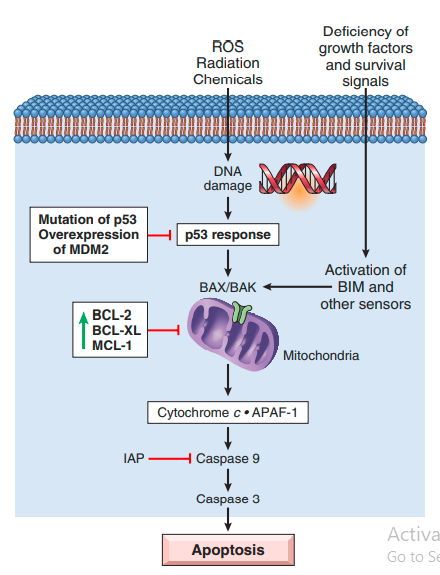 ROS
Radiation
Chemicals
Deficiency of
growth factors
and survival
signals
DNA
damage
Mutation of p53
Overexpression
of MDM2
p53 response
BAX/BAK
Activation of
BIM and
other sensors
BCL-2
BCL-XL
MCL-1
Mitochondria
Cytochrome c • APAF-1
IAP
Caspase 9
Caspase 3
Apoptosis
Activa
Go to Se